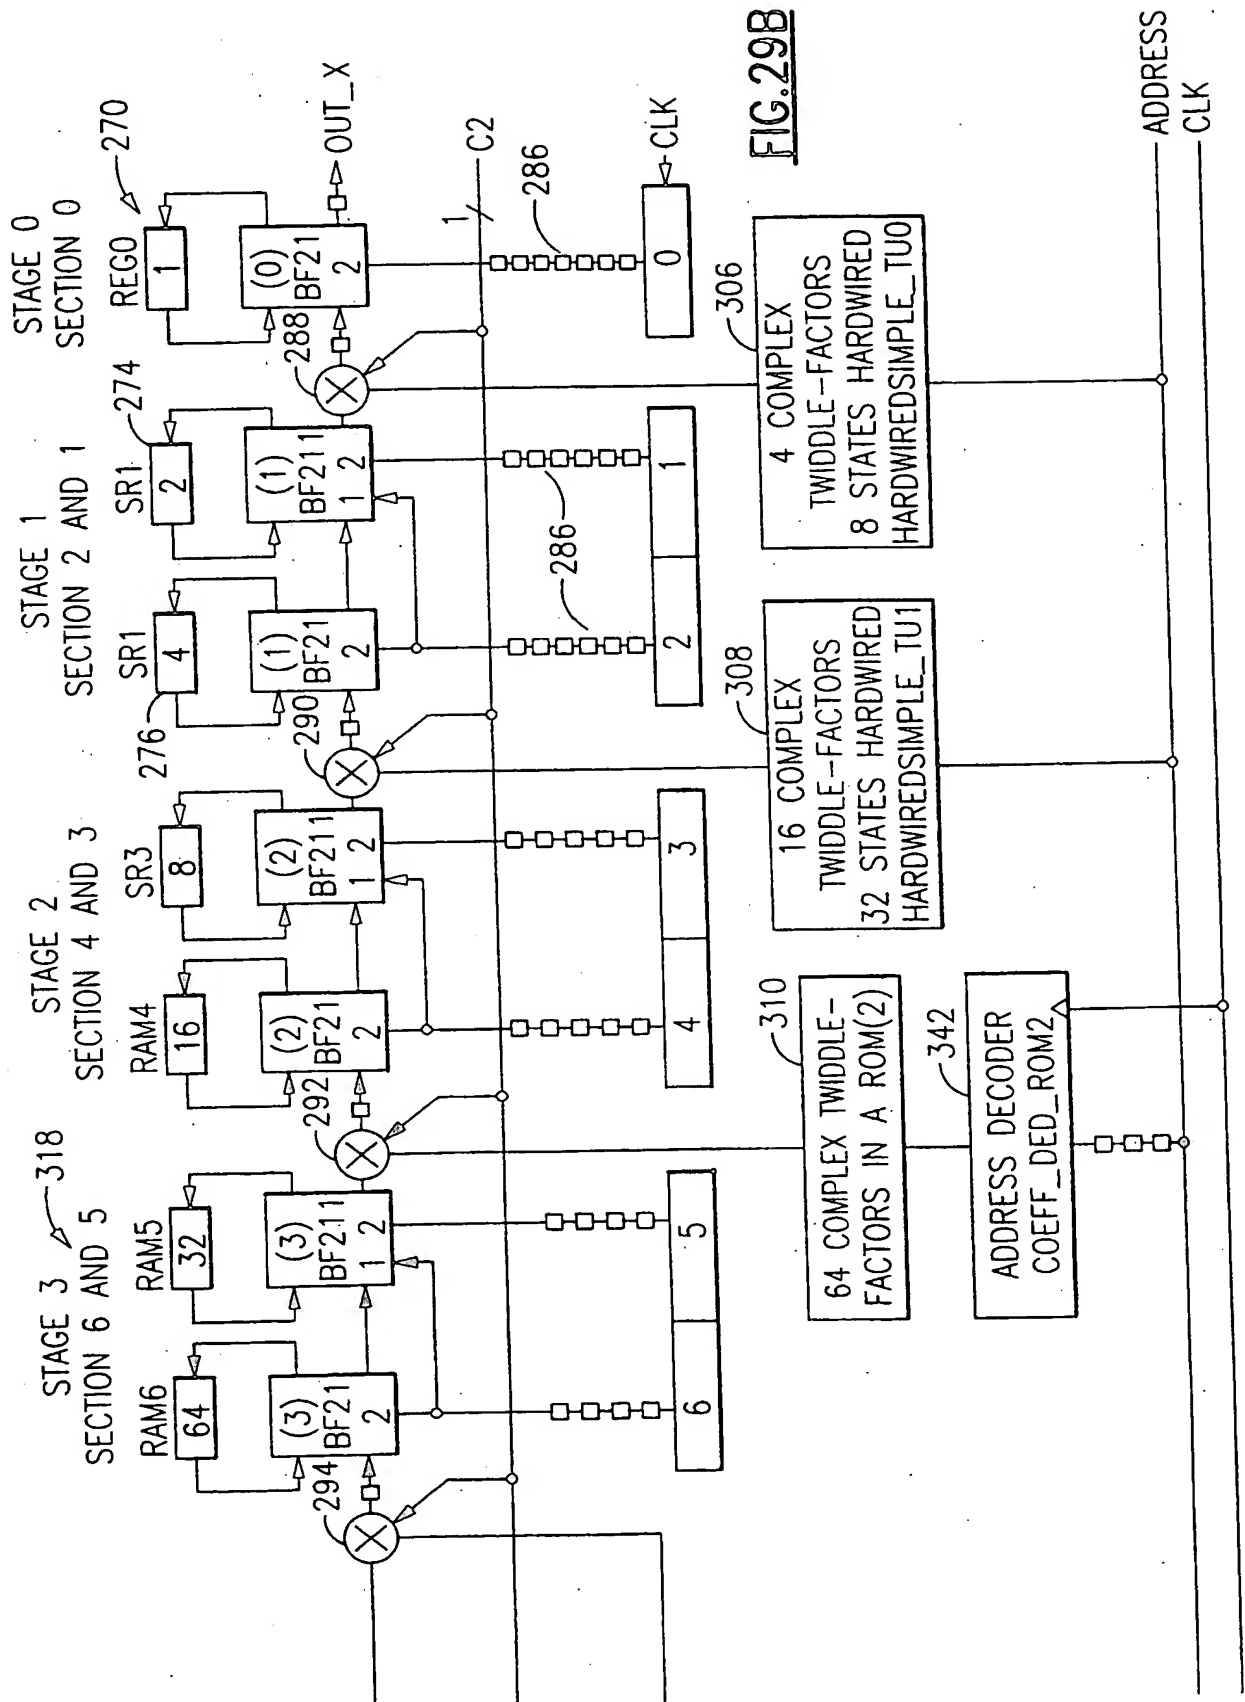 STAGE 3
SECTION 6 AND 5
318
STAGE 2
SECTION 4 AND 3
STAGE 1
SECTION 2 AND 1
STAGE 0
SECTION 0
RAM6
64
RAM5
32
RAM4
16
SR3
8
276
SR1
4
SR1
2
274
REG0
1
270
294
(3)
BF21
2
(3)
BF211
1 2
292
(2)
BF21
2
(2)
BF211
1 2
290
(1)
BF21
2
(1)
BF211
1 2
288
(0)
BF21
2
OUT_X
1
C2
286
286
6
5
4
3
2
1
0
CLK
310
64 COMPLEX TWIDDLE-
FACTORS IN A ROM(2)
342
ADDRESS DECODER
COEFF_DED_ROM2
308
16 COMPLEX
TWIDDLE-FACTORS
32 STATES HARDWIRED
HARDWIREDSIMPLE_TU1
306
4 COMPLEX
TWIDDLE-FACTORS
8 STATES HARDWIRED
HARDWIREDSIMPLE_TU0
FIG.29B
ADDRESS
CLK